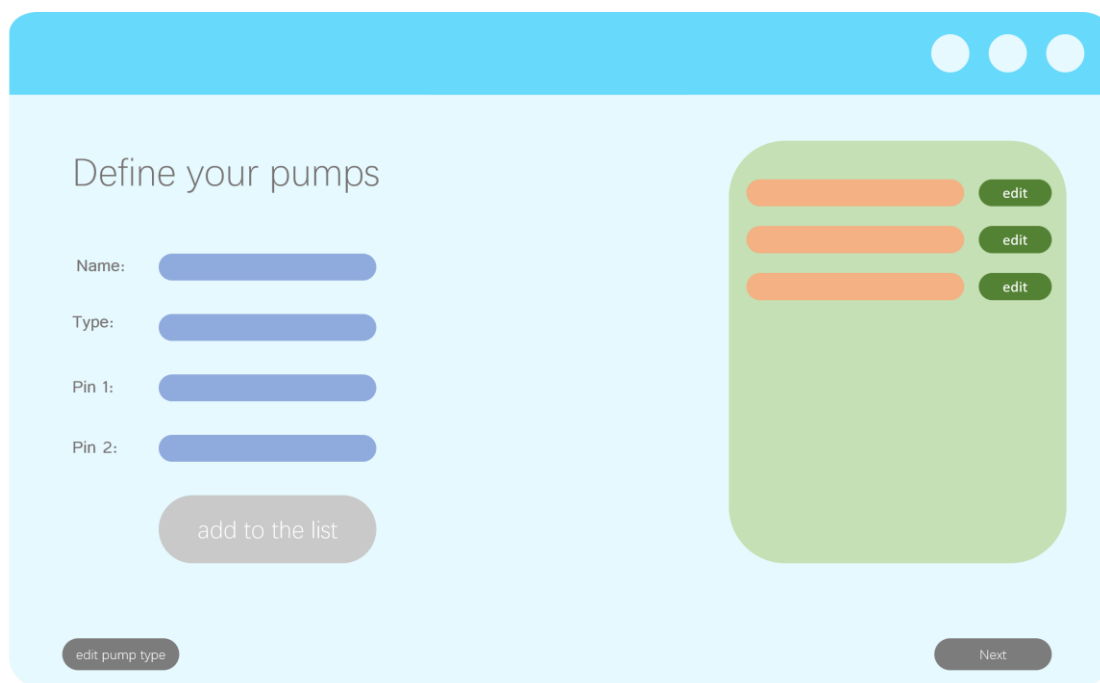 Define your pumps
Name:
Type:
Pin 1:
Pin 2:
add to the list
edit
edit
edit
edit pump type
Next